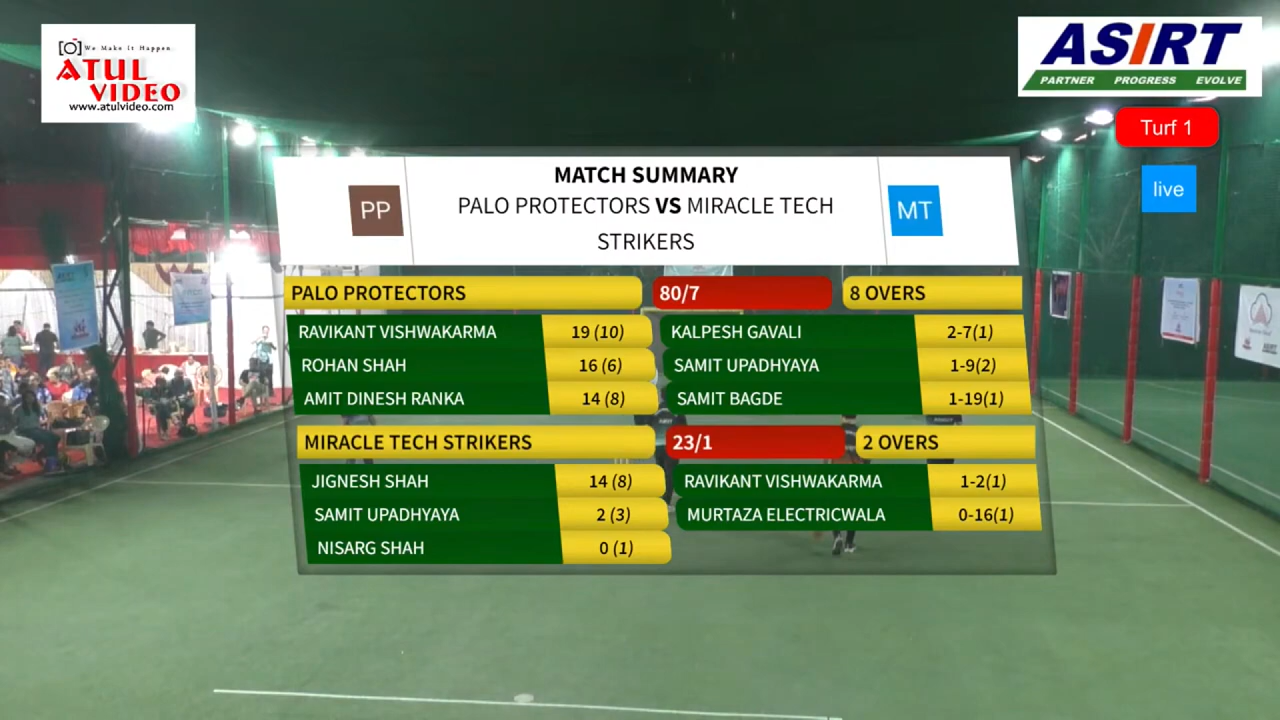 We Make It Happen
ATUL
VIDEO
www.atulvideo.com
ASIRT
PARTNER PROGRESS EVOLVE
Turf 1
live
MATCH SUMMARY
PP
PALO PROTECTORS VS MIRACLE TECH
STRIKERS
MT
PALO PROTECTORS 80/7 8 OVERS
RAVIKANT VISHWAKARMA 19 (10) KALPESH GAVALI 2-7(1)
ROHAN SHAH 16 (6) SAMIT UPADHYAYA 1-9(2)
AMIT DINESH RANKA 14 (8) SAMIT BAGDE 1-19(1)
MIRACLE TECH STRIKERS 23/1 2 OVERS
JIGNESH SHAH 14 (8) RAVIKANT VISHWAKARMA 1-2(1)
SAMIT UPADHYAYA 2 (3) MURTAZA ELECTRICWALA 0-16(1)
NISARG SHAH 0 (1)